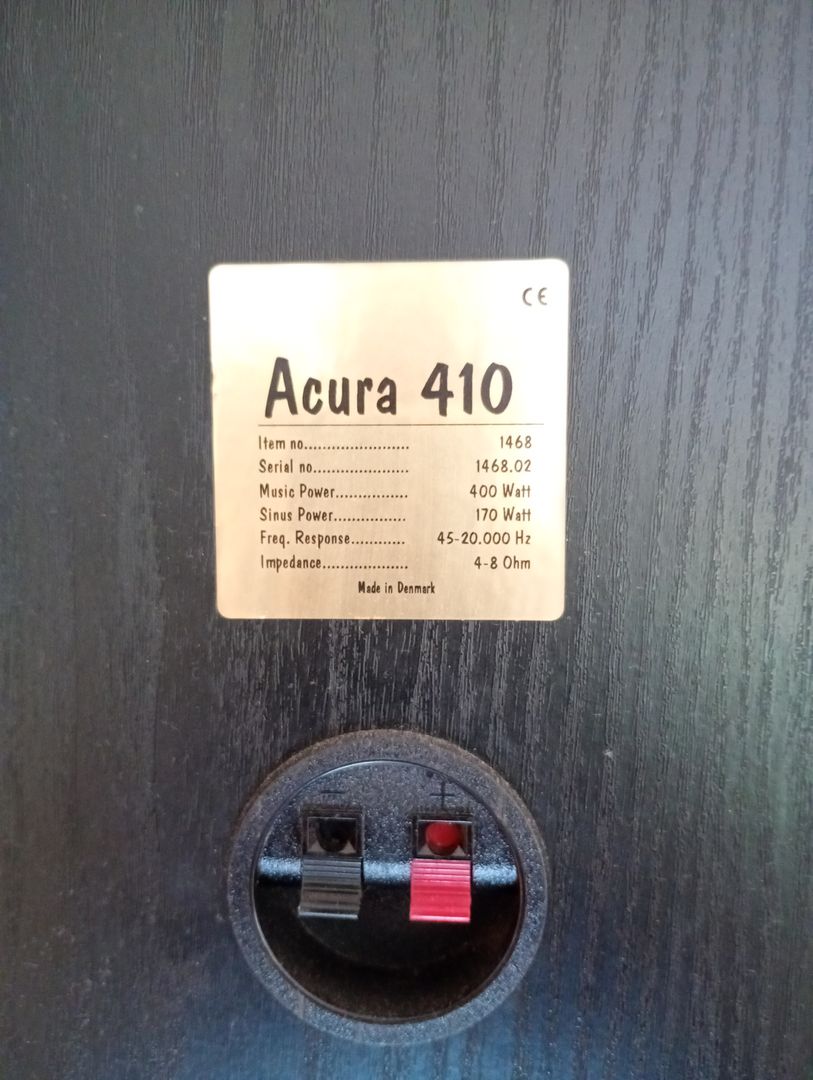 CE
Acura 410
Item no....................... 1468
Serial no..................... 1468.02
Music Power................ 400 Watt
Sinus Power................ 170 Watt
Freq. Response............ 45-20.000 Hz
Impedance................... 4-8 Ohm
Made in Denmark
- +